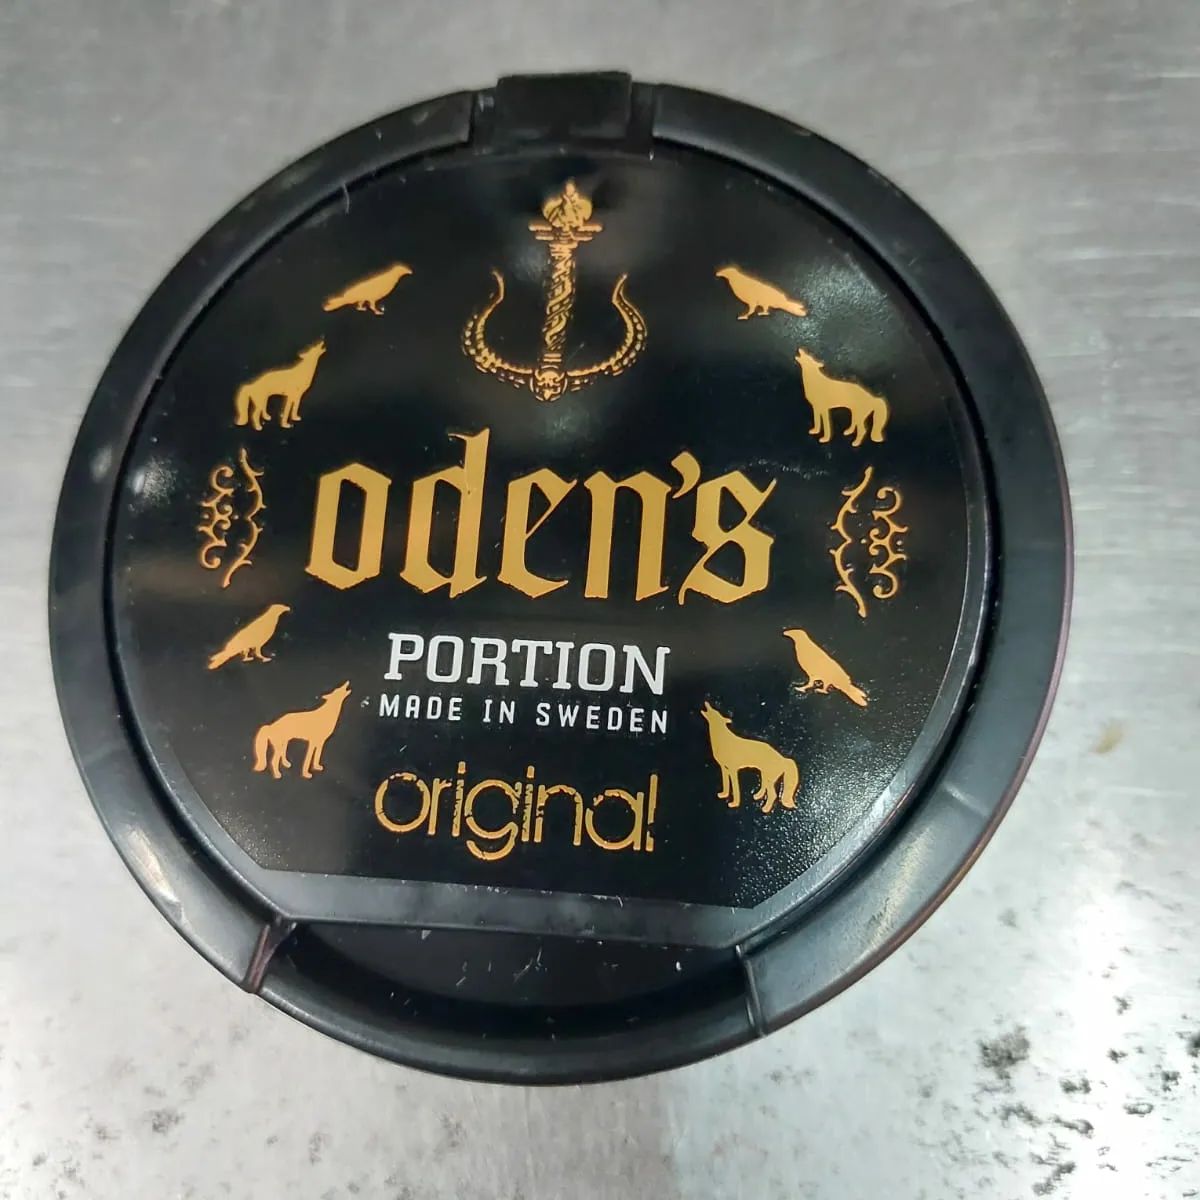 oden's
PORTION
MADE IN SWEDEN
original